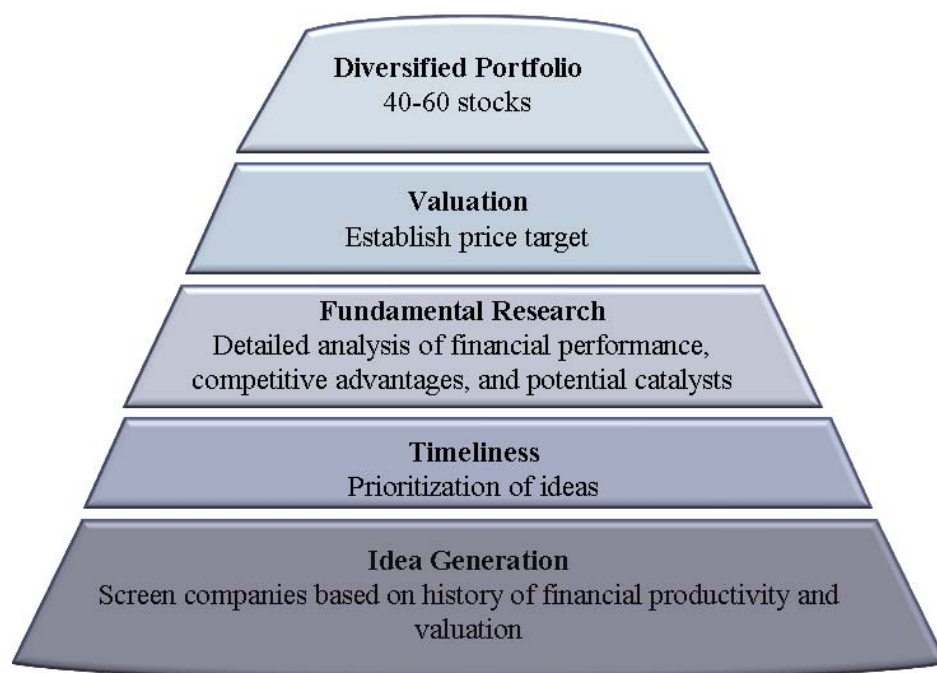 Diversified Portfolio
40-60 stocks
Valuation
Establish price target
Fundamental Research
Detailed analysis of financial performance,
competitive advantages, and potential catalysts
Timeliness
Prioritization of ideas
Idea Generation
Screen companies based on history of financial productivity and
valuation